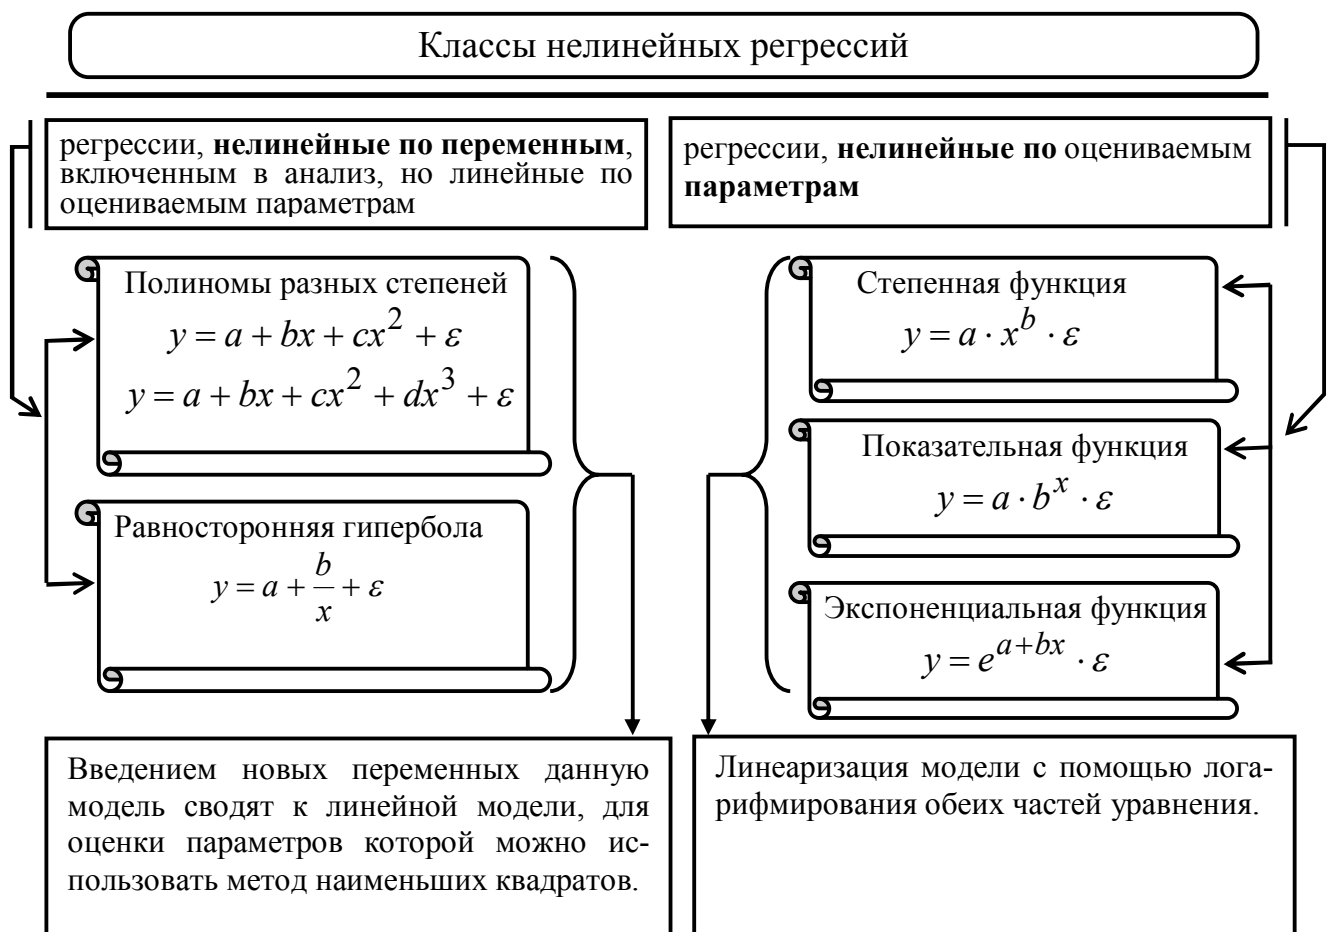 Классы нелинейных регрессий
регрессии, нелинейные по переменным,
включенным в анализ, но линейные по
оцениваемым параметрам
регрессии, нелинейные по оцениваемым
параметрам
Полиномы разных степеней
y = a + bx + cx² + ε
y = a + bx + cx² + dx³ + ε
Равносторонняя гипербола
y = a + b/x + ε
Степенная функция
y = a · x^b · ε
Показательная функция
y = a · b^x · ε
Экспоненциальная функция
y = e^{a+bx} · ε
Введением новых переменных данную
модель сводят к линейной модели, для
оценки параметров которой можно ис-
пользовать метод наименьших квадратов.
Линеаризация модели с помощью лога-
рифмирования обеих частей уравнения.